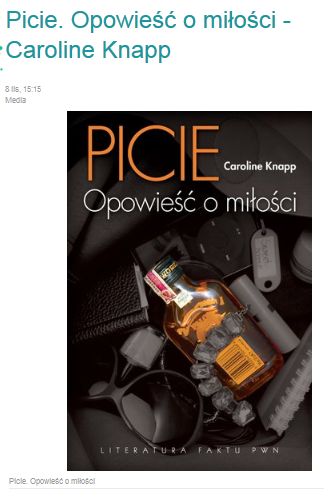 Picie. Opowieść o miłości -
Caroline Knapp
8 lis, 15:15
Media
PICIE
Caroline Knapp
Opowieść o miłości
LITERATURA FAKTU PWN
Picie. Opowieść o miłości